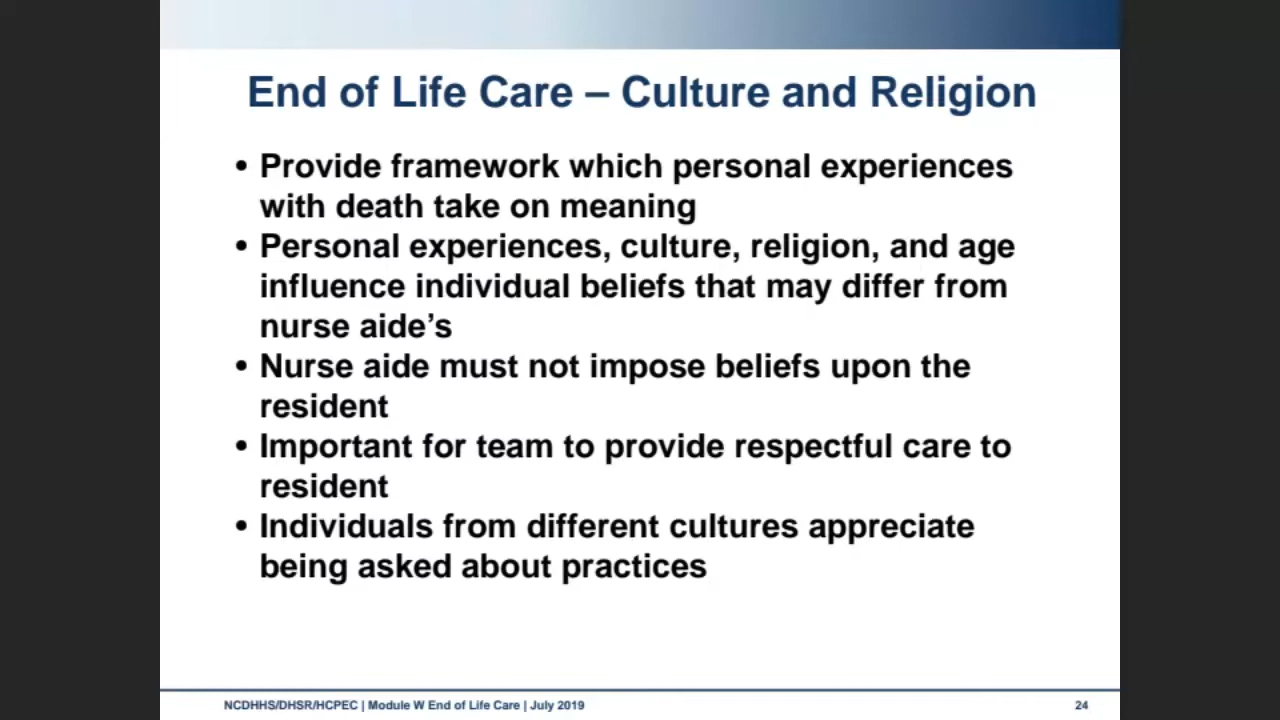 End of Life Care – Culture and Religion
• Provide framework which personal experiences
with death take on meaning
• Personal experiences, culture, religion, and age
influence individual beliefs that may differ from
nurse aide’s
• Nurse aide must not impose beliefs upon the
resident
• Important for team to provide respectful care to
resident
• Individuals from different cultures appreciate
being asked about practices
NCDHHS/DHSR/HCPEC | Module W End of Life Care | July 2019 24